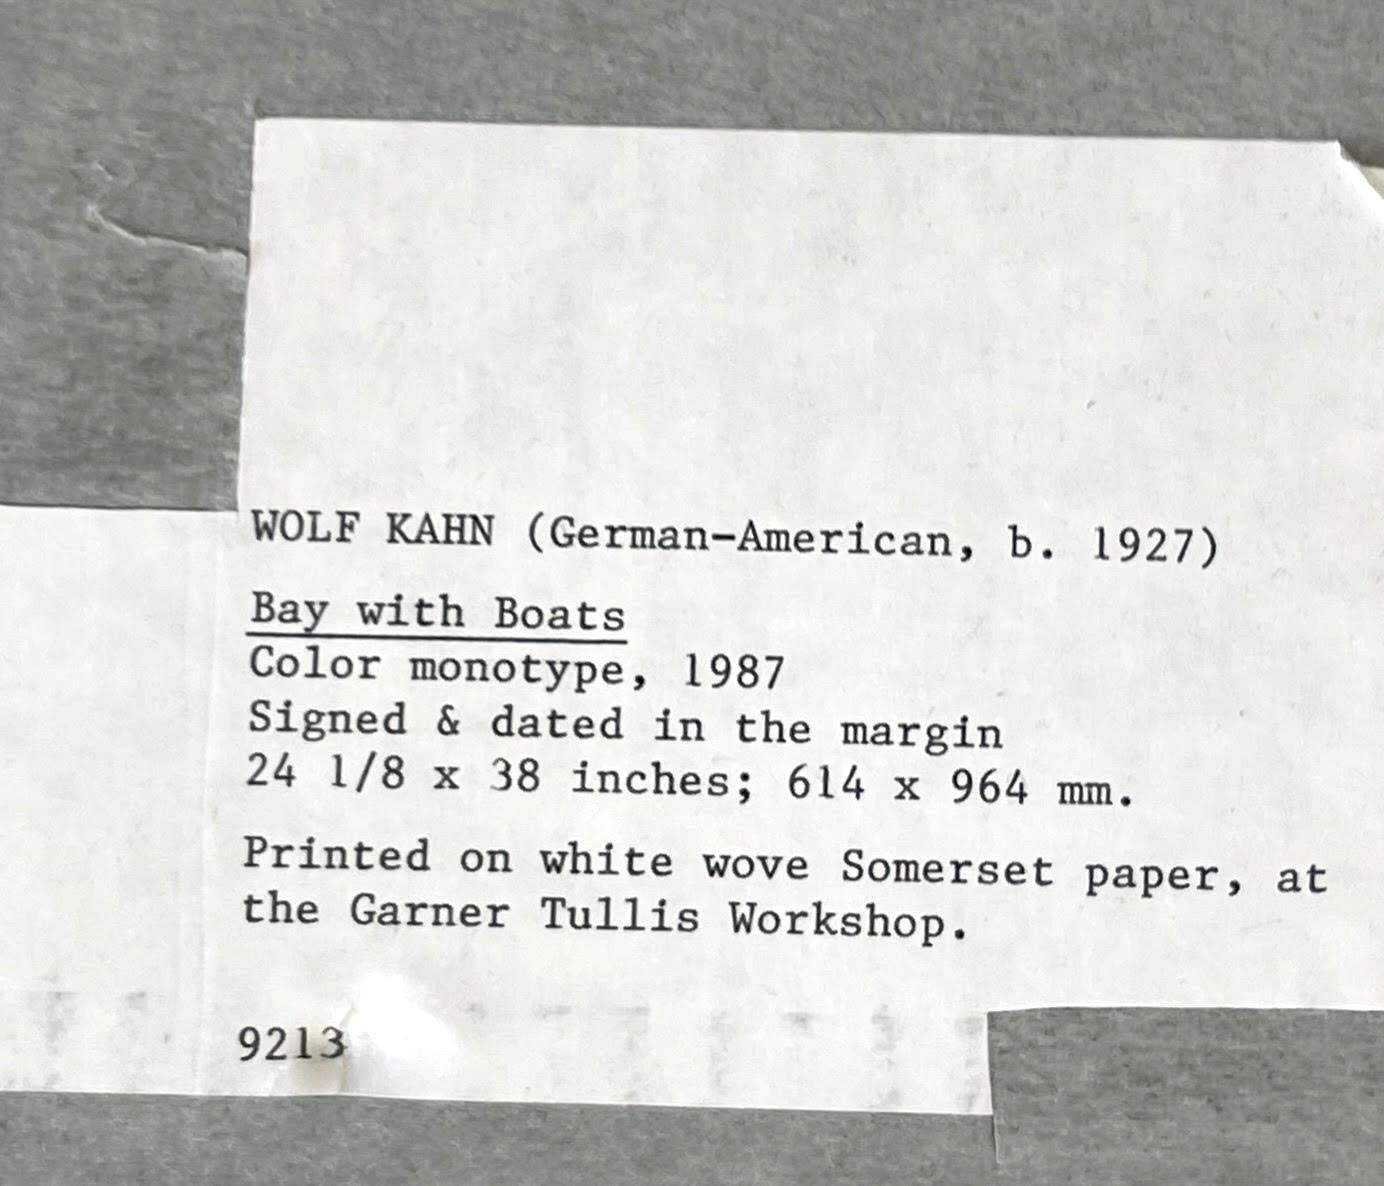 WOLF KAHN (German-American, b. 1927)
Bay with Boats
Color monotype, 1987
Signed & dated in the margin
24 1/8 x 38 inches; 614 x 964 mm.
Printed on white wove Somerset paper, at
the Garner Tullis Workshop.
9213